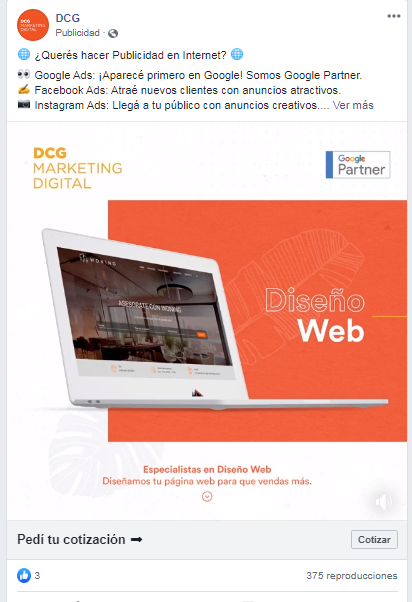 DCG
MARKETING
DIGITAL
DCG
Publicidad ·
¿Querés hacer Publicidad en Internet?
Google Ads: ¡Aparecé primero en Google! Somos Google Partner.
Facebook Ads: Atraé nuevos clientes con anuncios atractivos.
Instagram Ads: Llegá a tu público con anuncios creativos.... Ver más
DCG
MARKETING
DIGITAL
Google
Partner
WONING
ASESORATE CON WONING
Diseño
Web
Especialistas en Diseño Web
Diseñamos tu página web para que vendas más.
Pedí tu cotización ➡
Cotizar
3
375 reproducciones